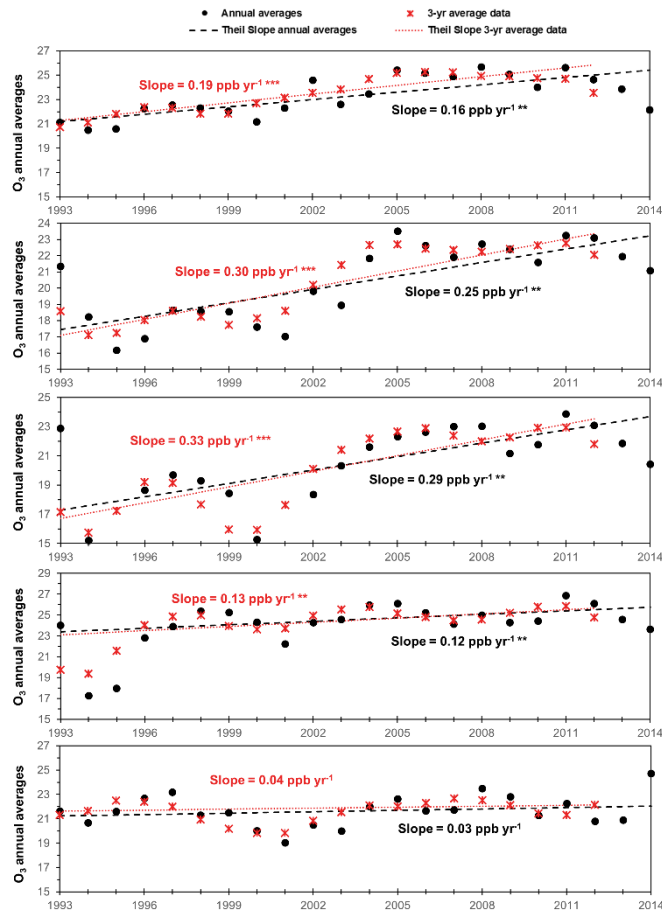 Annual averages
3-yr average data
Theil Slope annual averages
Theil Slope 3-yr average data
O₃ annual averages
27
25
23
21
19
17
15
Slope = 0.19 ppb yr⁻¹ ***
Slope = 0.16 ppb yr⁻¹ **
1993 1996 1999 2002 2005 2008 2011 2014
O₃ annual averages
24
23
22
21
20
19
18
17
16
15
Slope = 0.30 ppb yr⁻¹ ***
Slope = 0.25 ppb yr⁻¹ **
1993 1996 1999 2002 2005 2008 2011 2014
O₃ annual averages
25
23
21
19
17
15
Slope = 0.33 ppb yr⁻¹ ***
Slope = 0.29 ppb yr⁻¹ **
1993 1996 1999 2002 2005 2008 2011 2014
O₃ annual averages
29
27
25
23
21
19
17
15
Slope = 0.13 ppb yr⁻¹ **
Slope = 0.12 ppb yr⁻¹ **
1993 1996 1999 2002 2005 2008 2011 2014
O₃ annual averages
27
25
23
21
19
17
15
Slope = 0.04 ppb yr⁻¹
Slope = 0.03 ppb yr⁻¹
1993 1996 1999 2002 2005 2008 2011 2014